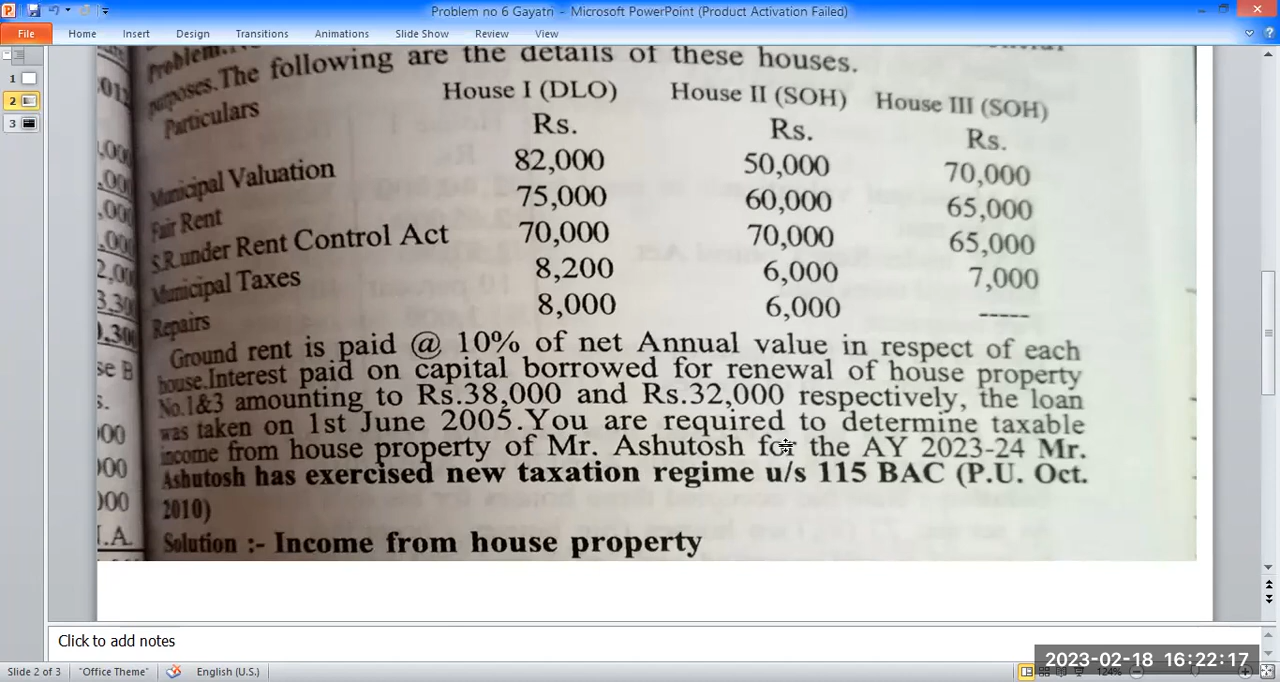 Problem no 6 Gayatri - Microsoft PowerPoint (Product Activation Failed)
File Home Insert Design Transitions Animations Slide Show Review View
1
2
3
Problem.
purposes.The following are the details of these houses.
Particulars House I (DLO) House II (SOH) House III (SOH)
Rs. Rs. Rs.
Municipal Valuation 82,000 50,000 70,000
Fair Rent 75,000 60,000 65,000
S.R.under Rent Control Act 70,000 70,000 65,000
Municipal Taxes 8,200 6,000 7,000
Repairs 8,000 6,000 -----
Ground rent is paid @ 10% of net Annual value in respect of each
house.Interest paid on capital borrowed for renewal of house property
No.1&3 amounting to Rs.38,000 and Rs.32,000 respectively, the loan
was taken on 1st June 2005.You are required to determine taxable
income from house property of Mr. Ashutosh for the AY 2023-24 Mr.
Ashutosh has exercised new taxation regime u/s 115 BAC (P.U. Oct.
2010)
Solution :- Income from house property
Click to add notes
2023-02-18 16:22:17
Slide 2 of 3 "Office Theme" English (U.S.) 124%